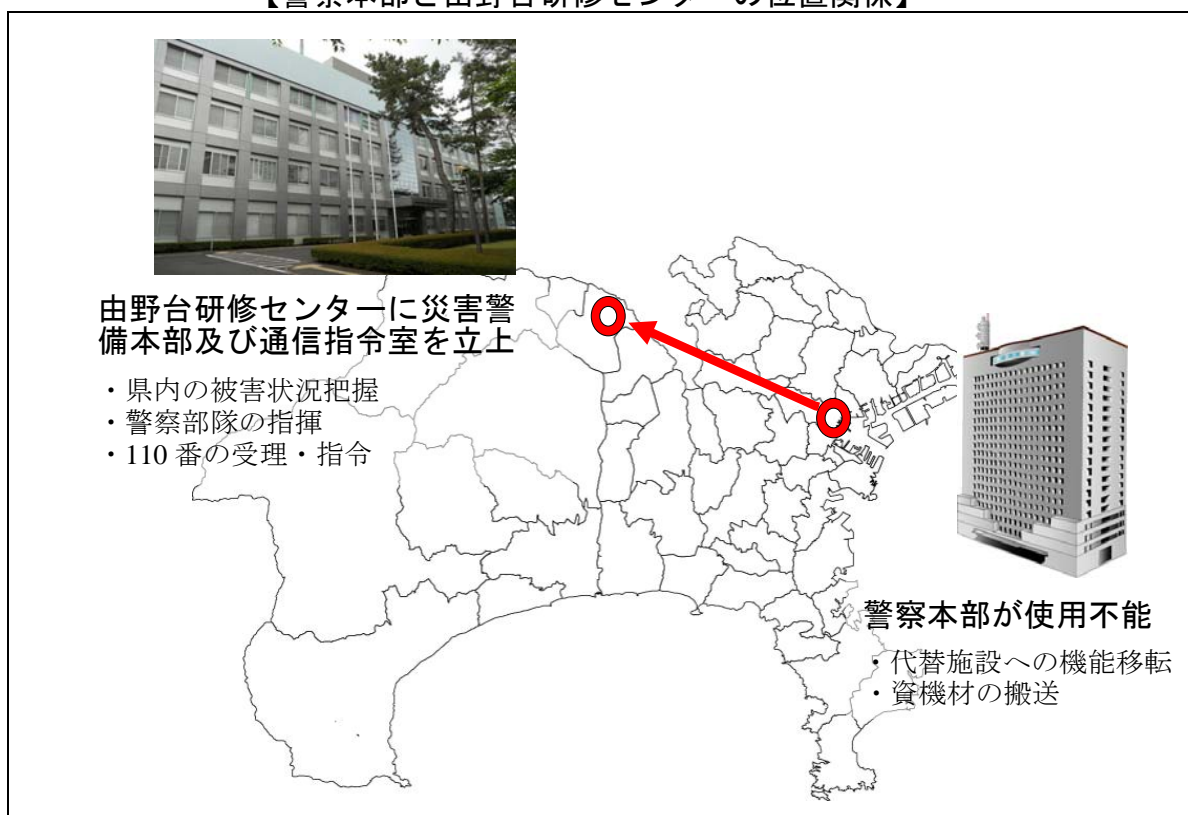 【警察本部と由野台研修センターの位置関係】
由野台研修センターに災害警
備本部及び通信指令室を立上
・県内の被害状況把握
・警察部隊の指揮
・110 番の受理・指令
警察本部が使用不能
・代替施設への機能移転
・資機材の搬送